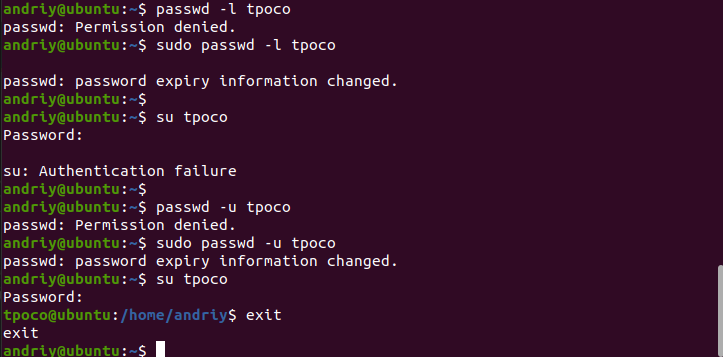 andriy@ubuntu:~$ passwd -l tpoco
passwd: Permission denied.
andriy@ubuntu:~$ sudo passwd -l tpoco
passwd: password expiry information changed.
andriy@ubuntu:~$
andriy@ubuntu:~$ su tpoco
Password:
su: Authentication failure
andriy@ubuntu:~$
andriy@ubuntu:~$ passwd -u tpoco
passwd: Permission denied.
andriy@ubuntu:~$ sudo passwd -u tpoco
passwd: password expiry information changed.
andriy@ubuntu:~$ su tpoco
Password:
tpoco@ubuntu:/home/andriy$ exit
exit
andriy@ubuntu:~$